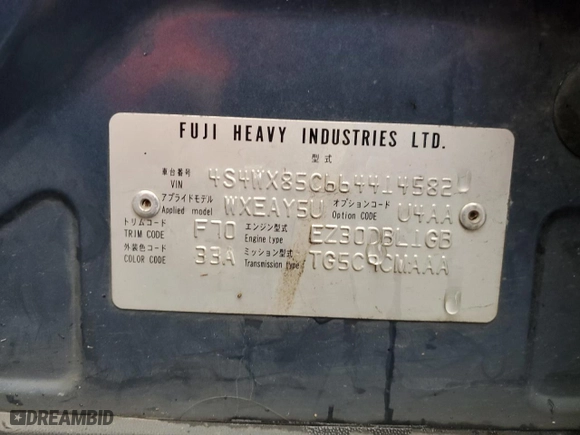 FUJI HEAVY INDUSTRIES LTD.
型式
車台番号 VIN 4S4WX85C664414582
アプライドモデル Applied model WXEAY5U オプションコード Option CODE U4AA
トリムコード TRIM CODE F70 エンジン型式 Engine type EZ30DBL1GB
外装色コード COLOR CODE 33A ミッション型式 Transmission type TG5C9CMAAA
DREAMBID